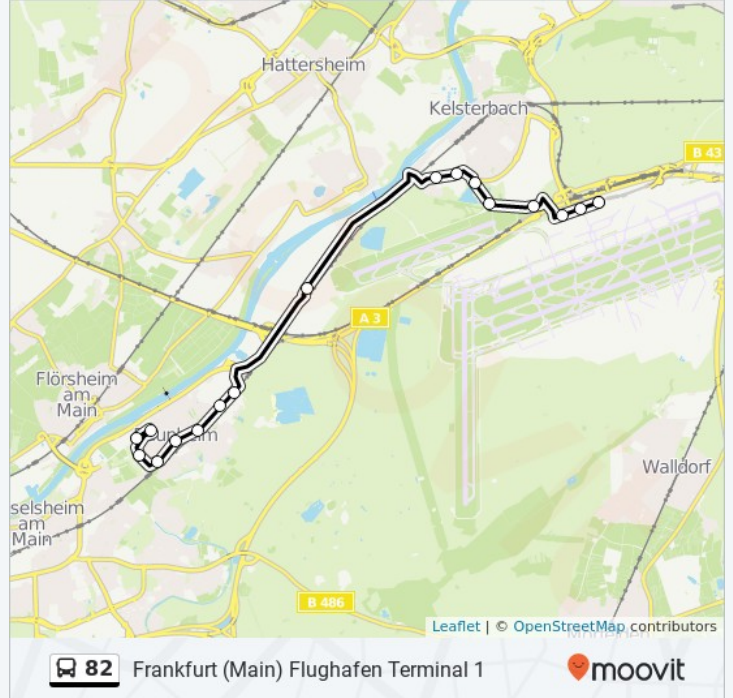 Hattersheim
Kelsterbach
B 43
A 3
Flörsheim
am
Main
Walldorf
selsheim
am
Main
B 486
Leaflet | © OpenStreetMap contributors
82 Frankfurt (Main) Flughafen Terminal 1
moovit